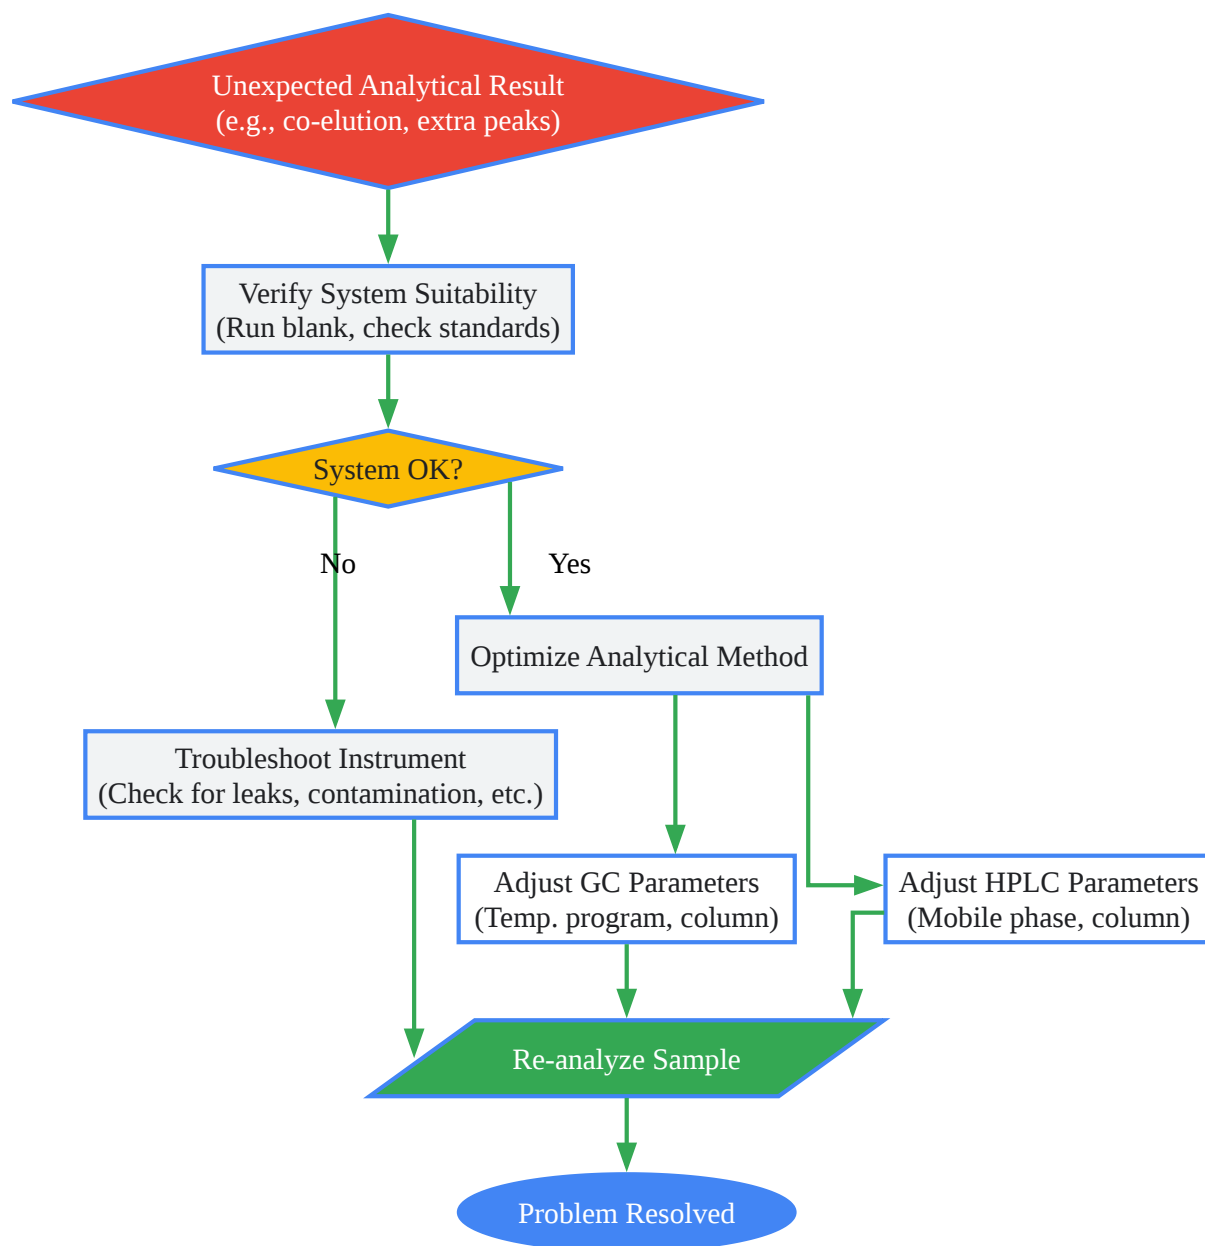 Unexpected Analytical Result
(e.g., co-elution, extra peaks)
Verify System Suitability
(Run blank, check standards)
System OK?
No
Yes
Optimize Analytical Method
Troubleshoot Instrument
(Check for leaks, contamination, etc.)
Adjust GC Parameters
(Temp. program, column)
Adjust HPLC Parameters
(Mobile phase, column)
Re-analyze Sample
Problem Resolved